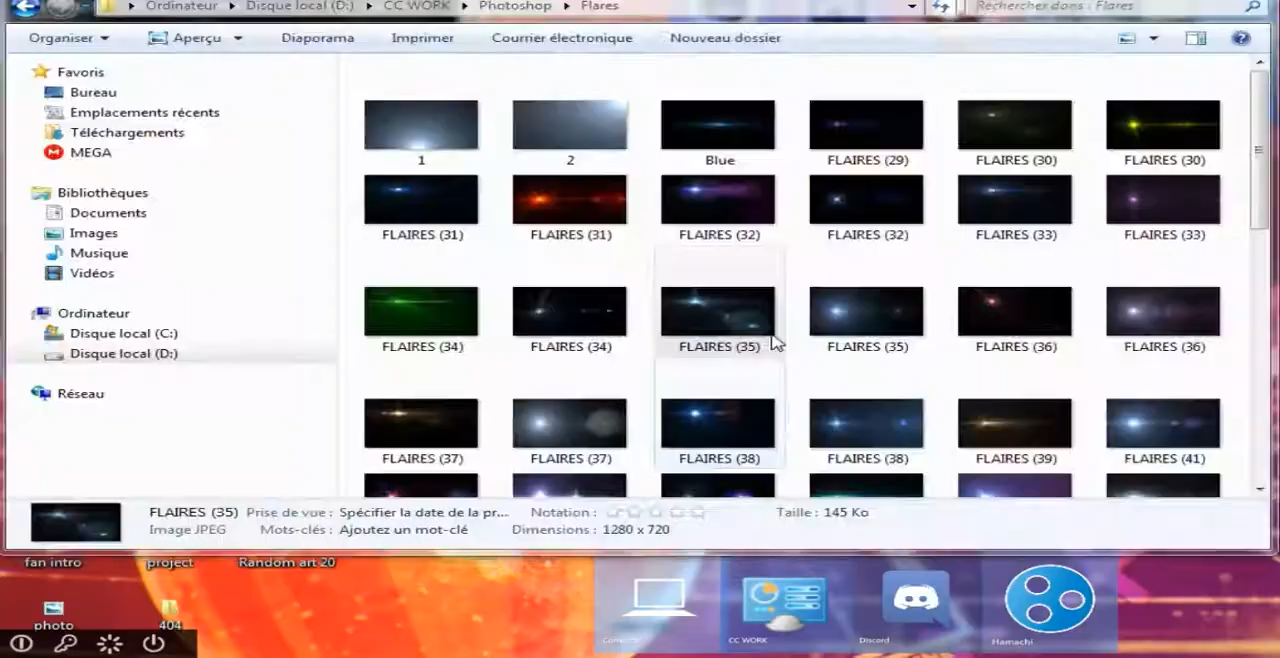 Ordinateur Disque local (D:) CC WORK Photoshop Flares Rechercher dans : Flares
Organiser Aperçu Diaporama Imprimer Courrier électronique Nouveau dossier
Favoris
Bureau
Emplacements récents
Téléchargements
MEGA
Bibliothèques
Documents
Images
Musique
Vidéos
Ordinateur
Disque local (C:)
Disque local (D:)
Réseau
1 2 Blue FLAIRES (29) FLAIRES (30) FLAIRES (30)
FLAIRES (31) FLAIRES (31) FLAIRES (32) FLAIRES (32) FLAIRES (33) FLAIRES (33)
FLAIRES (34) FLAIRES (34) FLAIRES (35) FLAIRES (35) FLAIRES (36) FLAIRES (36)
FLAIRES (37) FLAIRES (37) FLAIRES (38) FLAIRES (38) FLAIRES (39) FLAIRES (41)
FLAIRES (35) Prise de vue : Spécifier la date de la pr... Notation : Taille : 145 Ko
Image JPEG Mots-clés : Ajoutez un mot-clé Dimensions : 1280 x 720
fan intro project Random art 20
photo 404
CC WORK Discord Hamachi